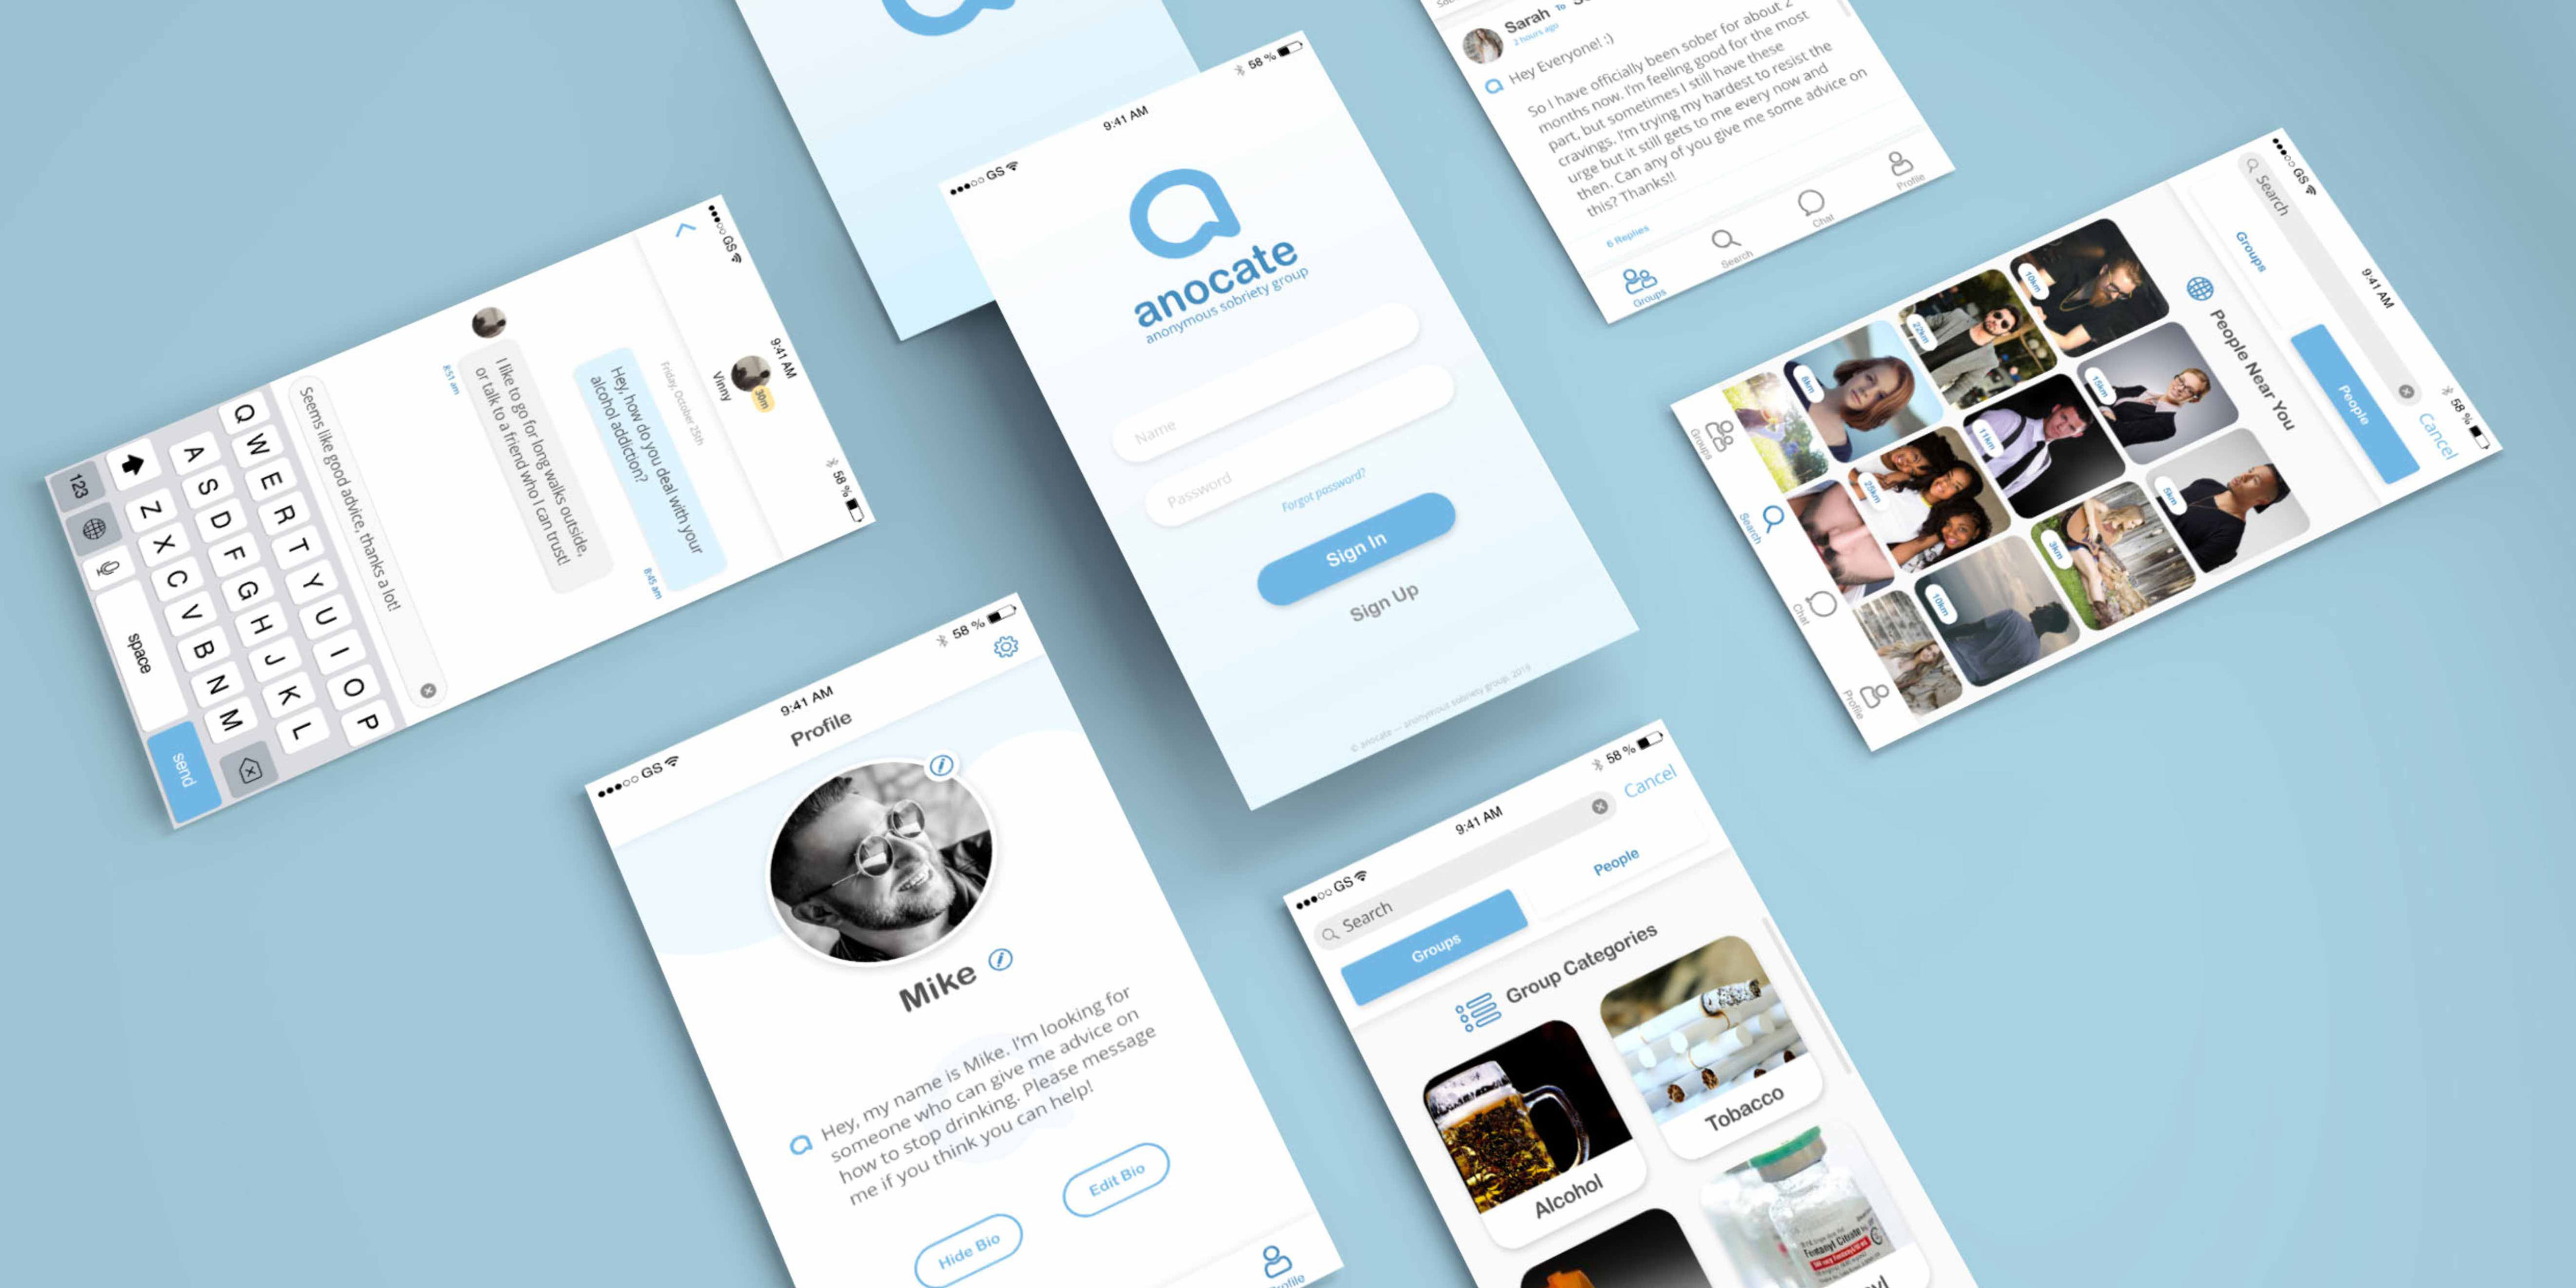 ●●●○○ GS
9:41 AM
58 %
Vinny
30m
Friday, October 25th
Hey, how do you deal with your
alcohol addiction?
8:45 am
I like to go for long walks outside,
or talk to a friend who I can trust!
8:51 am
Seems like good advice, thanks a lot!
Q W E R T Y U I O P
A S D F G H J K L
Z X C V B N M
123
space
send
●●●○○ GS
9:41 AM
58 %
anocate
anonymous sobriety group
Name
Password
Forgot password?
Sign In
Sign Up
© anocate — anonymous sobriety group, 2019
Sarah To
2 hours ago
Hey Everyone! :)
So I have officially been sober for about 2
months now. I'm feeling good for the most
part, but sometimes I still have these
cravings. I'm trying my hardest to resist the
urge but it still gets to me every now and
then. Can any of you give me some advice on
this? Thanks!!
6 Replies
Groups
Search
Chat
Profile
●●●○○ GS
9:41 AM
58 %
Search
Cancel
Groups
People
People Near You
10km
15km
5km
22km
11km
3km
8km
25km
10km
Groups
Search
Chat
Profile
●●●○○ GS
9:41 AM
58 %
Profile
Mike
Hey, my name is Mike. I'm looking for
someone who can give me advice on
how to stop drinking. Please message
me if you think you can help!
Hide Bio
Edit Bio
●●●○○ GS
9:41 AM
58 %
Search
Cancel
Groups
People
Group Categories
Alcohol
Tobacco
Fentanyl Citrate